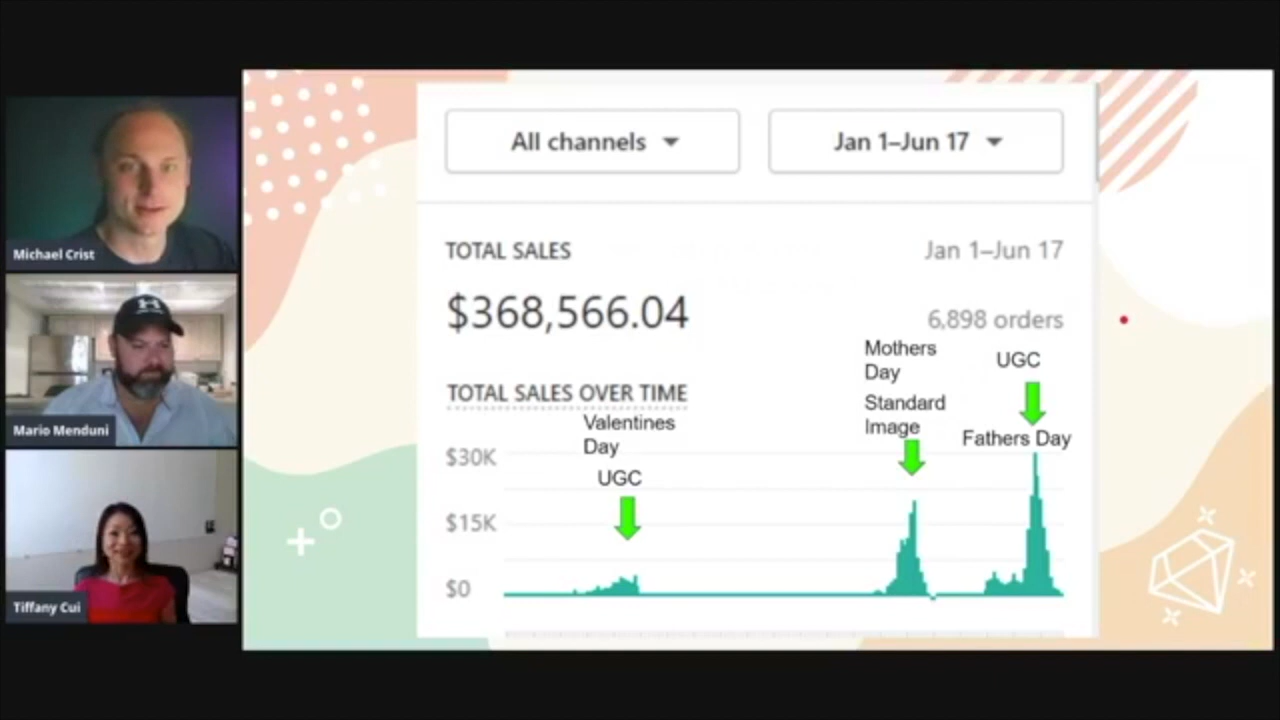 Michael Crist
Mario Menduni
Tiffany Cui
All channels
Jan 1–Jun 17
TOTAL SALES
Jan 1–Jun 17
$368,566.04
6,898 orders
TOTAL SALES OVER TIME
Valentines
Day
UGC
Mothers
Day
Standard
Image
UGC
Fathers Day
$30K
$15K
$0